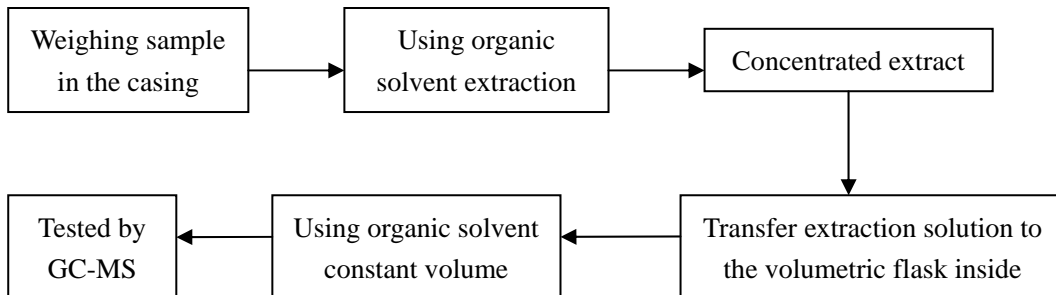 Weighing sample
in the casing
Using organic
solvent extraction
Concentrated extract
Transfer extraction solution to
the volumetric flask inside
Using organic solvent
constant volume
Tested by
GC-MS